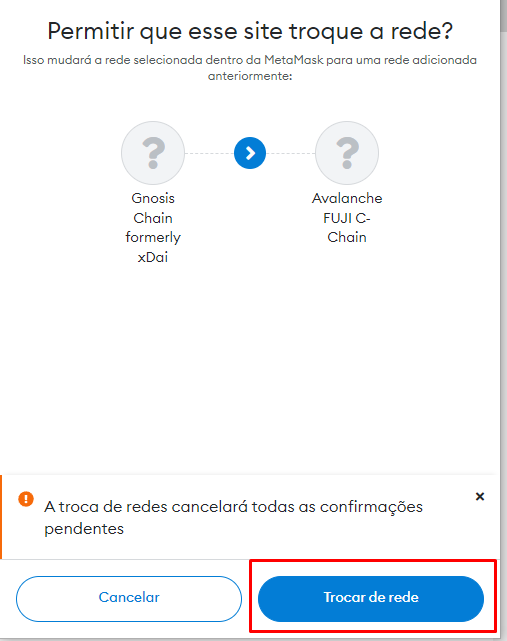 Permitir que esse site troque a rede?
Isso mudará a rede selecionada dentro da MetaMask para uma rede adicionada
anteriormente:
?
?
Gnosis
Chain
formerly
xDai
Avalanche
FUJI C-
Chain
A troca de redes cancelará todas as confirmações
pendentes
Cancelar
Trocar de rede